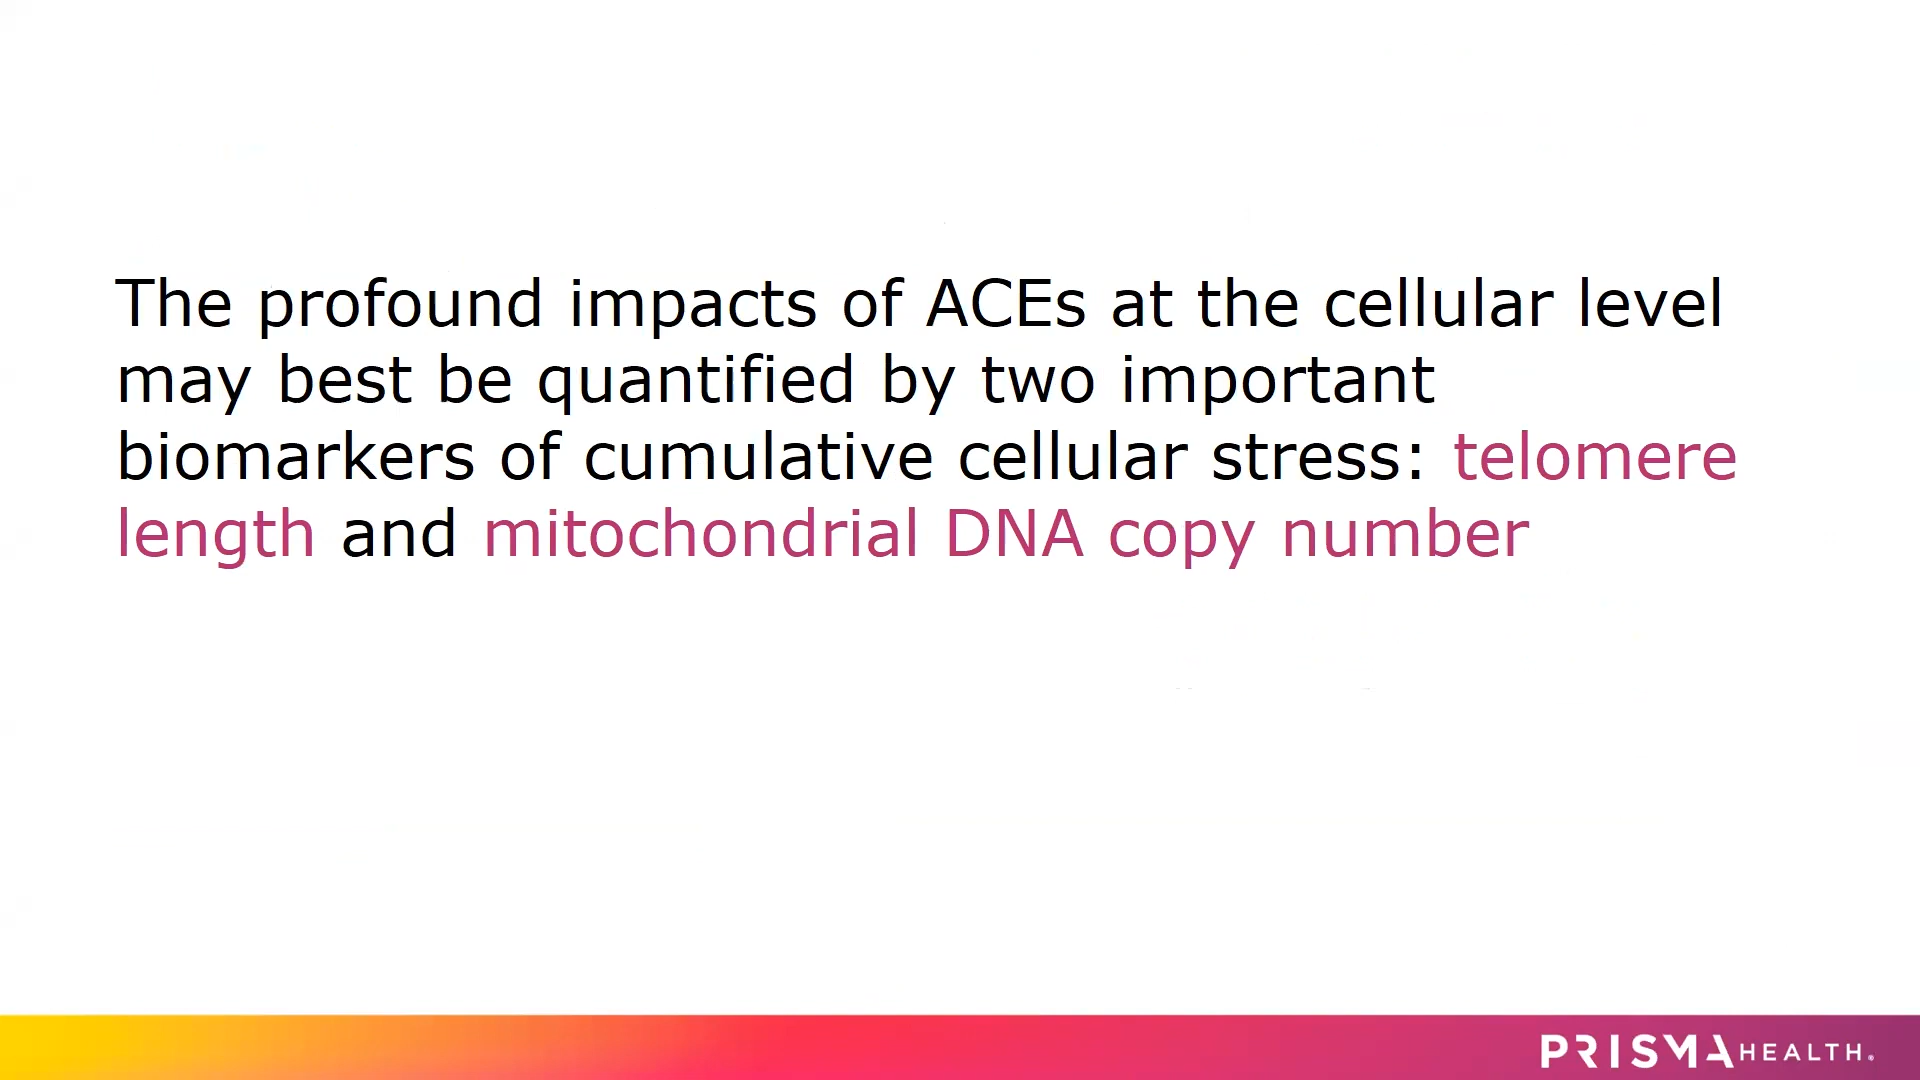 The profound impacts of ACEs at the cellular level
may best be quantified by two important
biomarkers of cumulative cellular stress: telomere
length and mitochondrial DNA copy number
PRISMA HEALTH®